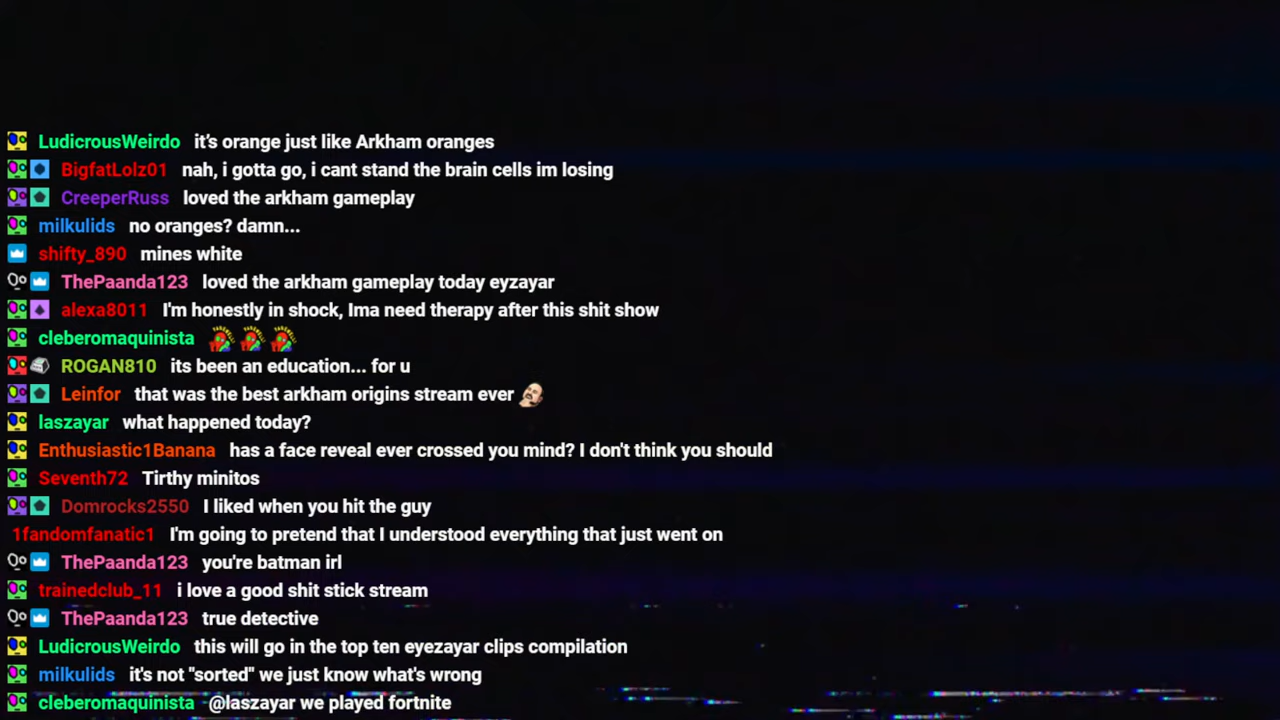 LudicrousWeirdo it's orange just like Arkham oranges
BigfatLolz01 nah, i gotta go, i cant stand the brain cells im losing
CreeperRuss loved the arkham gameplay
milkulids no oranges? damn...
shifty_890 mines white
ThePaanda123 loved the arkham gameplay today eyzayar
alexa8011 I'm honestly in shock, Ima need therapy after this shit show
cleberomaquinista
ROGAN810 its been an education... for u
Leinfor that was the best arkham origins stream ever
laszayar what happened today?
Enthusiastic1Banana has a face reveal ever crossed you mind? I don't think you should
Seventh72 Tirthy minitos
Domrocks2550 I liked when you hit the guy
1fandomfanatic1 I'm going to pretend that I understood everything that just went on
ThePaanda123 you're batman irl
trainedclub_11 i love a good shit stick stream
ThePaanda123 true detective
LudicrousWeirdo this will go in the top ten eyezayar clips compilation
milkulids it's not "sorted" we just know what's wrong
cleberomaquinista @laszayar we played fortnite